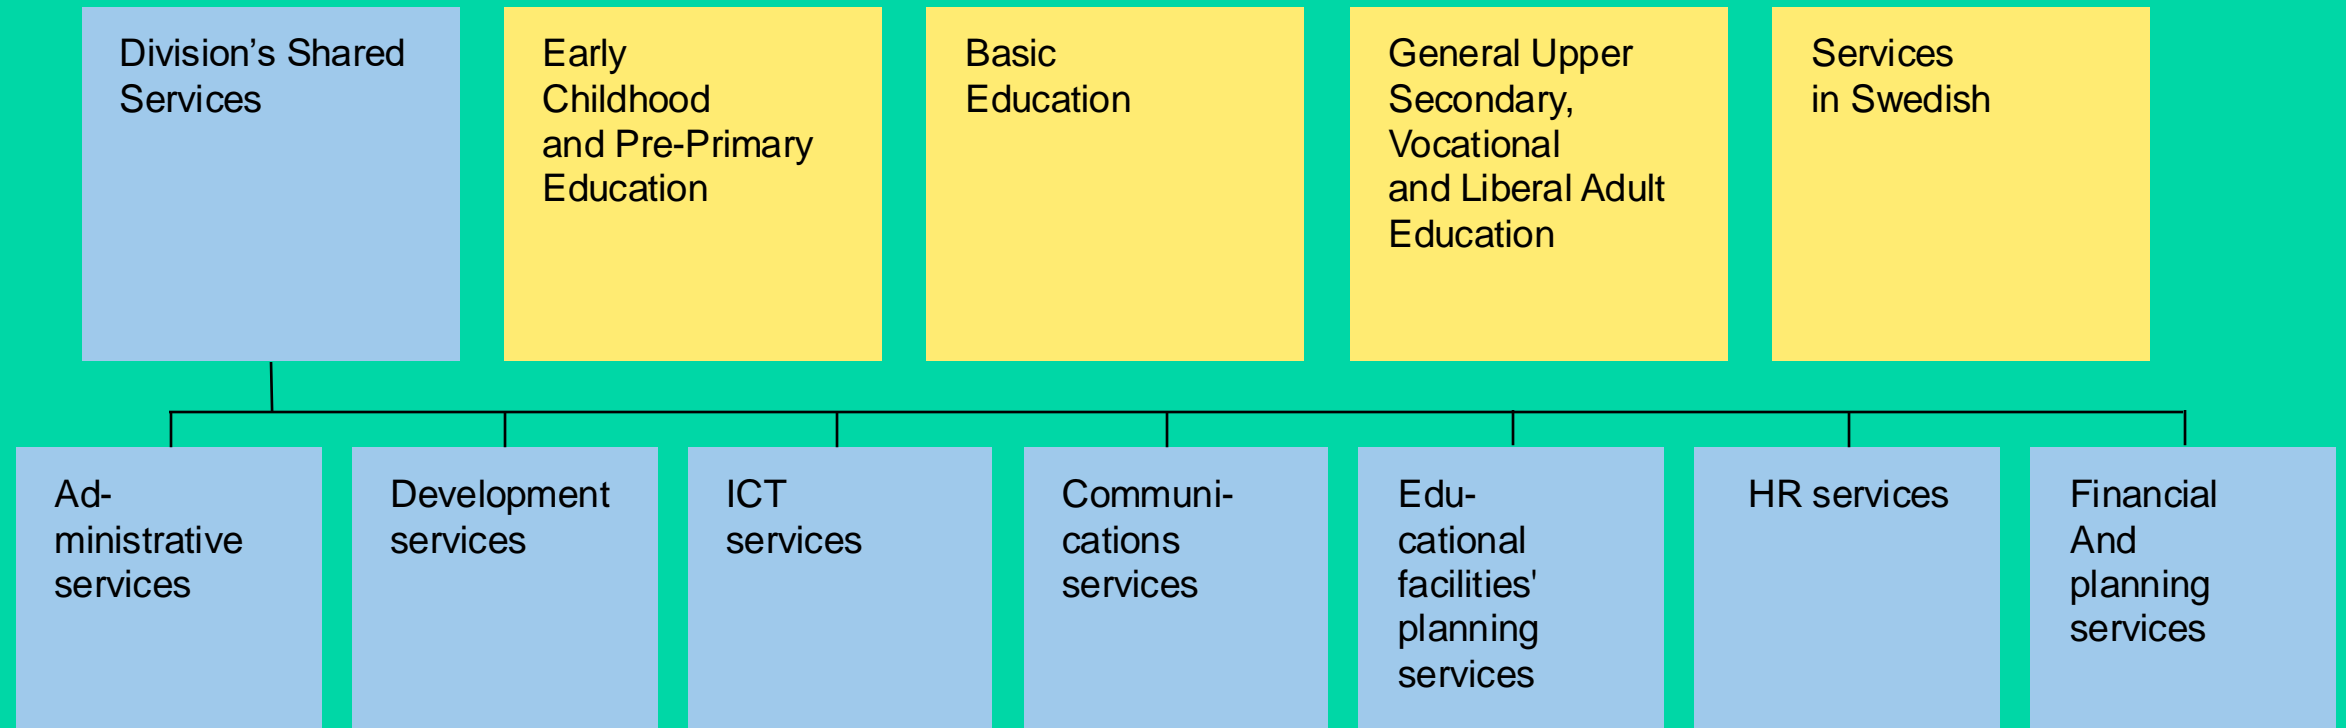 Division’s Shared
Services
Early
Childhood
and Pre-Primary
Education
Basic
Education
General Upper
Secondary,
Vocational
and Liberal Adult
Education
Services
in Swedish
Ad-
ministrative
services
Development
services
ICT
services
Communi-
cations
services
Edu-
cational
facilities'
planning
services
HR services
Financial
And
planning
services